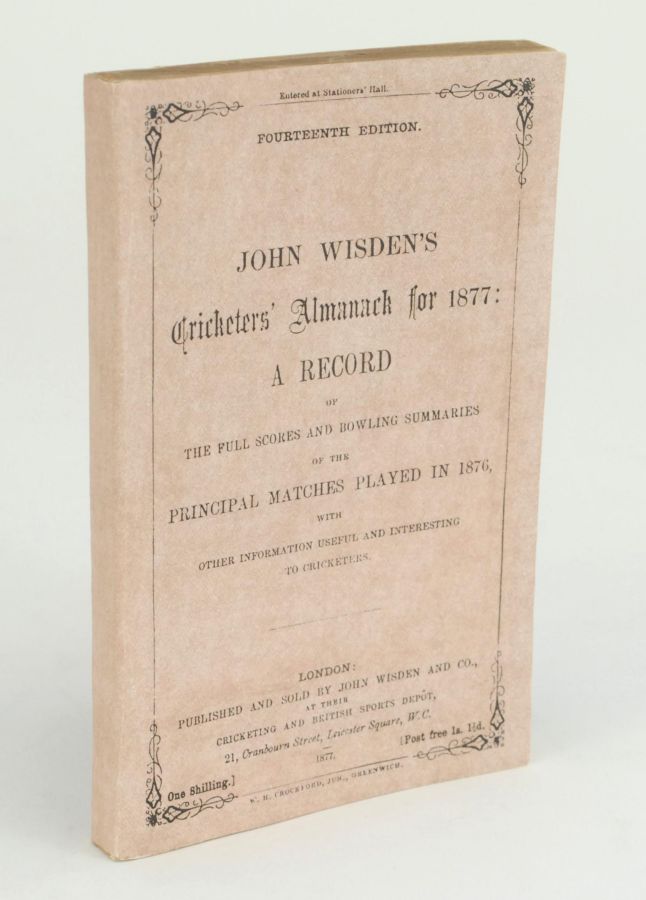 Entered at Stationers' Hall.
FOURTEENTH EDITION.
JOHN WISDEN'S
Cricketers' Almanack for 1877:
A RECORD
OF
THE FULL SCORES AND BOWLING SUMMARIES
OF THE
PRINCIPAL MATCHES PLAYED IN 1876,
WITH
OTHER INFORMATION USEFUL AND INTERESTING
TO CRICKETERS.
LONDON:
PUBLISHED AND SOLD BY JOHN WISDEN AND CO.,
AT THEIR
CRICKETING AND BRITISH SPORTS DEPÔT,
21, Cranbourn Street, Leicester Square, W.C.
1877.
One Shilling.] [Post free 1s. 1½d.
W. H. CROCKFORD, JUN., GREENWICH.